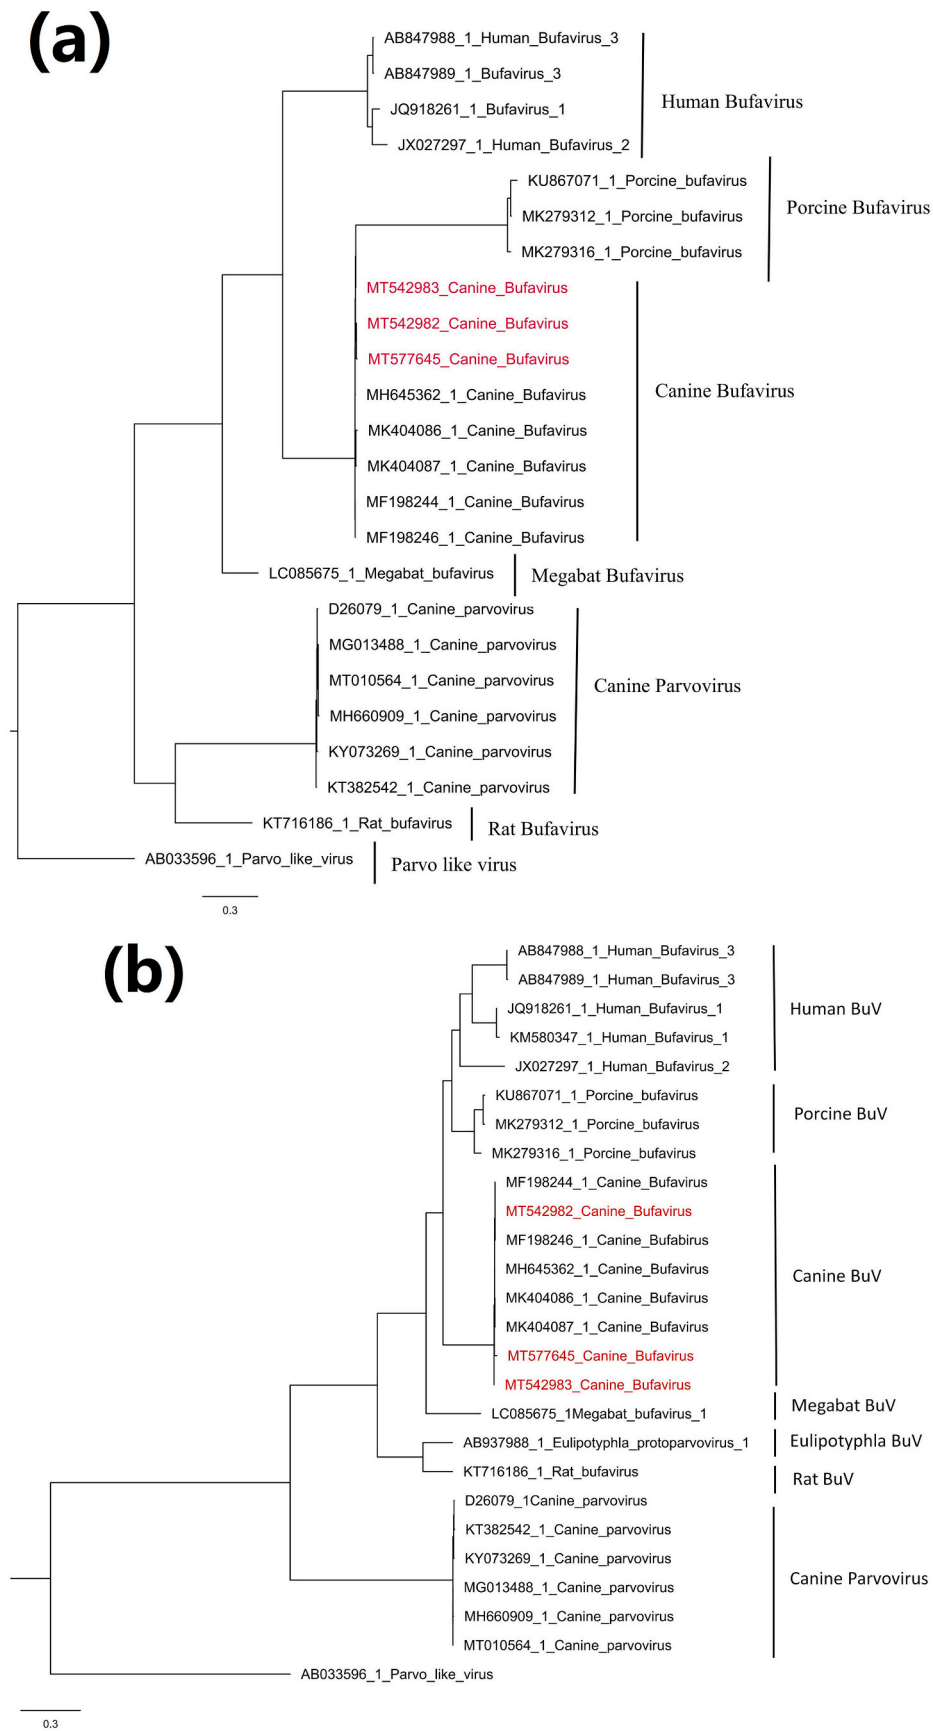 (a)
AB847988_1_Human_Bufavirus_3
AB847989_1_Bufavirus_3
JQ918261_1_Bufavirus_1
JX027297_1_Human_Bufavirus_2
Human Bufavirus
KU867071_1_Porcine_bufavirus
MK279312_1_Porcine_bufavirus
MK279316_1_Porcine_bufavirus
Porcine Bufavirus
MT542983_Canine_Bufavirus
MT542982_Canine_Bufavirus
MT577645_Canine_Bufavirus
MH645362_1_Canine_Bufavirus
MK404086_1_Canine_Bufavirus
MK404087_1_Canine_Bufavirus
MF198244_1_Canine_Bufavirus
MF198246_1_Canine_Bufavirus
Canine Bufavirus
LC085675_1_Megabat_bufavirus
Megabat Bufavirus
D26079_1_Canine_parvovirus
MG013488_1_Canine_parvovirus
MT010564_1_Canine_parvovirus
MH660909_1_Canine_parvovirus
KY073269_1_Canine_parvovirus
KT382542_1_Canine_parvovirus
Canine Parvovirus
KT716186_1_Rat_bufavirus
Rat Bufavirus
AB033596_1_Parvo_like_virus
Parvo like virus
0.3
(b)
AB847988_1_Human_Bufavirus_3
AB847989_1_Human_Bufavirus_3
JQ918261_1_Human_Bufavirus_1
KM580347_1_Human_Bufavirus_1
JX027297_1_Human_Bufavirus_2
Human BuV
KU867071_1_Porcine_bufavirus
MK279312_1_Porcine_bufavirus
MK279316_1_Porcine_bufavirus
Porcine BuV
MF198244_1_Canine_Bufavirus
MT542982_Canine_Bufavirus
MF198246_1_Canine_Bufabirus
MH645362_1_Canine_Bufavirus
MK404086_1_Canine_Bufavirus
MK404087_1_Canine_Bufavirus
MT577645_Canine_Bufavirus
MT542983_Canine_Bufavirus
Canine BuV
LC085675_1Megabat_bufavirus_1
Megabat BuV
AB937988_1_Eulipotyphla_protoparvovirus_1
Eulipotyphla BuV
KT716186_1_Rat_bufavirus
Rat BuV
D26079_1Canine_parvovirus
KT382542_1_Canine_parvovirus
KY073269_1_Canine_parvovirus
MG013488_1_Canine_parvovirus
MH660909_1_Canine_parvovirus
MT010564_1_Canine_parvovirus
Canine Parvovirus
AB033596_1_Parvo_like_virus
0.3